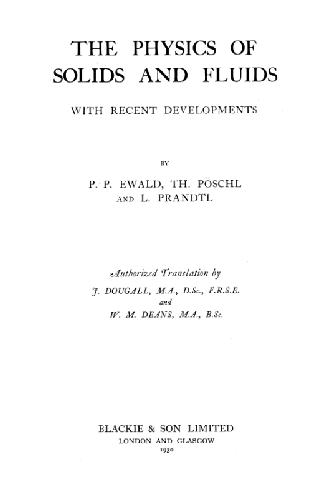 THE PHYSICS OF
SOLIDS AND FLUIDS
WITH RECENT DEVELOPMENTS
BY
P. P. EWALD, TH. POSCHL
AND L. PRANDTL
Authorized Translation by
J. DOUGALL, M.A., D.Sc., F.R.S.E.
and
W. M. DEANS, M.A., B.Sc.
BLACKIE & SON LIMITED
LONDON AND GLASGOW
1930